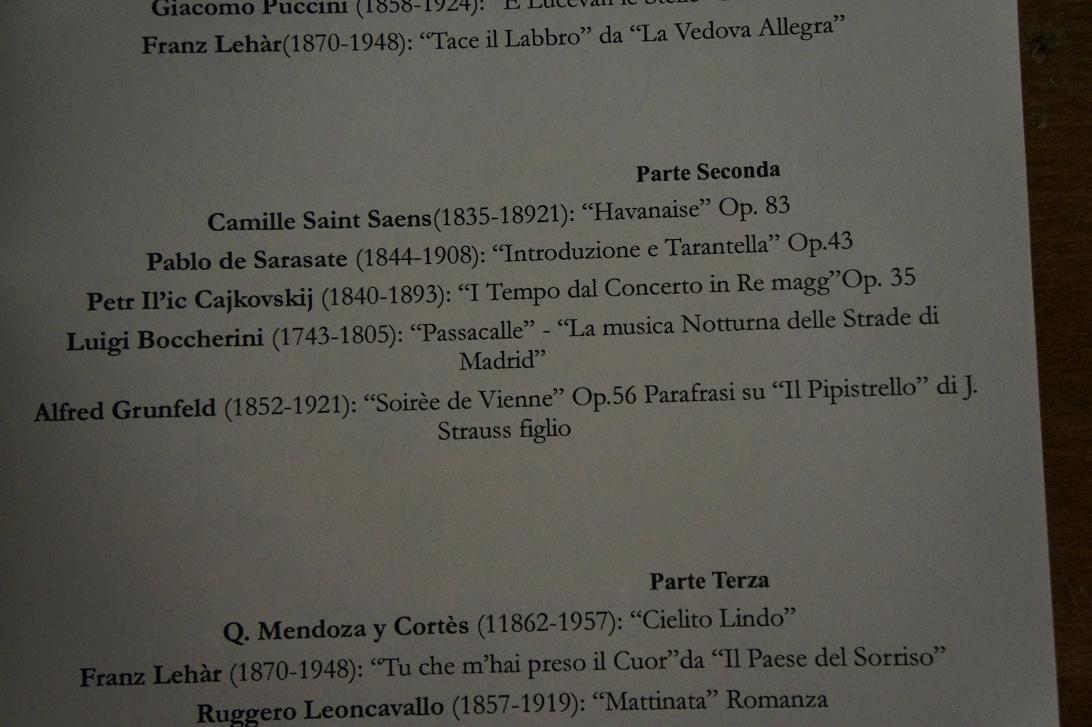 Giacomo Puccini (1858-1924): "E Lucevan le Stelle"
Franz Lehàr(1870-1948): “Tace il Labbro” da “La Vedova Allegra”
Parte Seconda
Camille Saint Saens(1835-18921): “Havanaise” Op. 83
Pablo de Sarasate (1844-1908): “Introduzione e Tarantella” Op.43
Petr Il’ic Cajkovskij (1840-1893): “I Tempo dal Concerto in Re magg”Op. 35
Luigi Boccherini (1743-1805): “Passacalle” - “La musica Notturna delle Strade di
Madrid”
Alfred Grunfeld (1852-1921): “Soirèe de Vienne” Op.56 Parafrasi su “Il Pipistrello” di J.
Strauss figlio
Parte Terza
Q. Mendoza y Cortès (11862-1957): “Cielito Lindo”
Franz Lehàr (1870-1948): “Tu che m’hai preso il Cuor”da “Il Paese del Sorriso”
Ruggero Leoncavallo (1857-1919): “Mattinata” Romanza